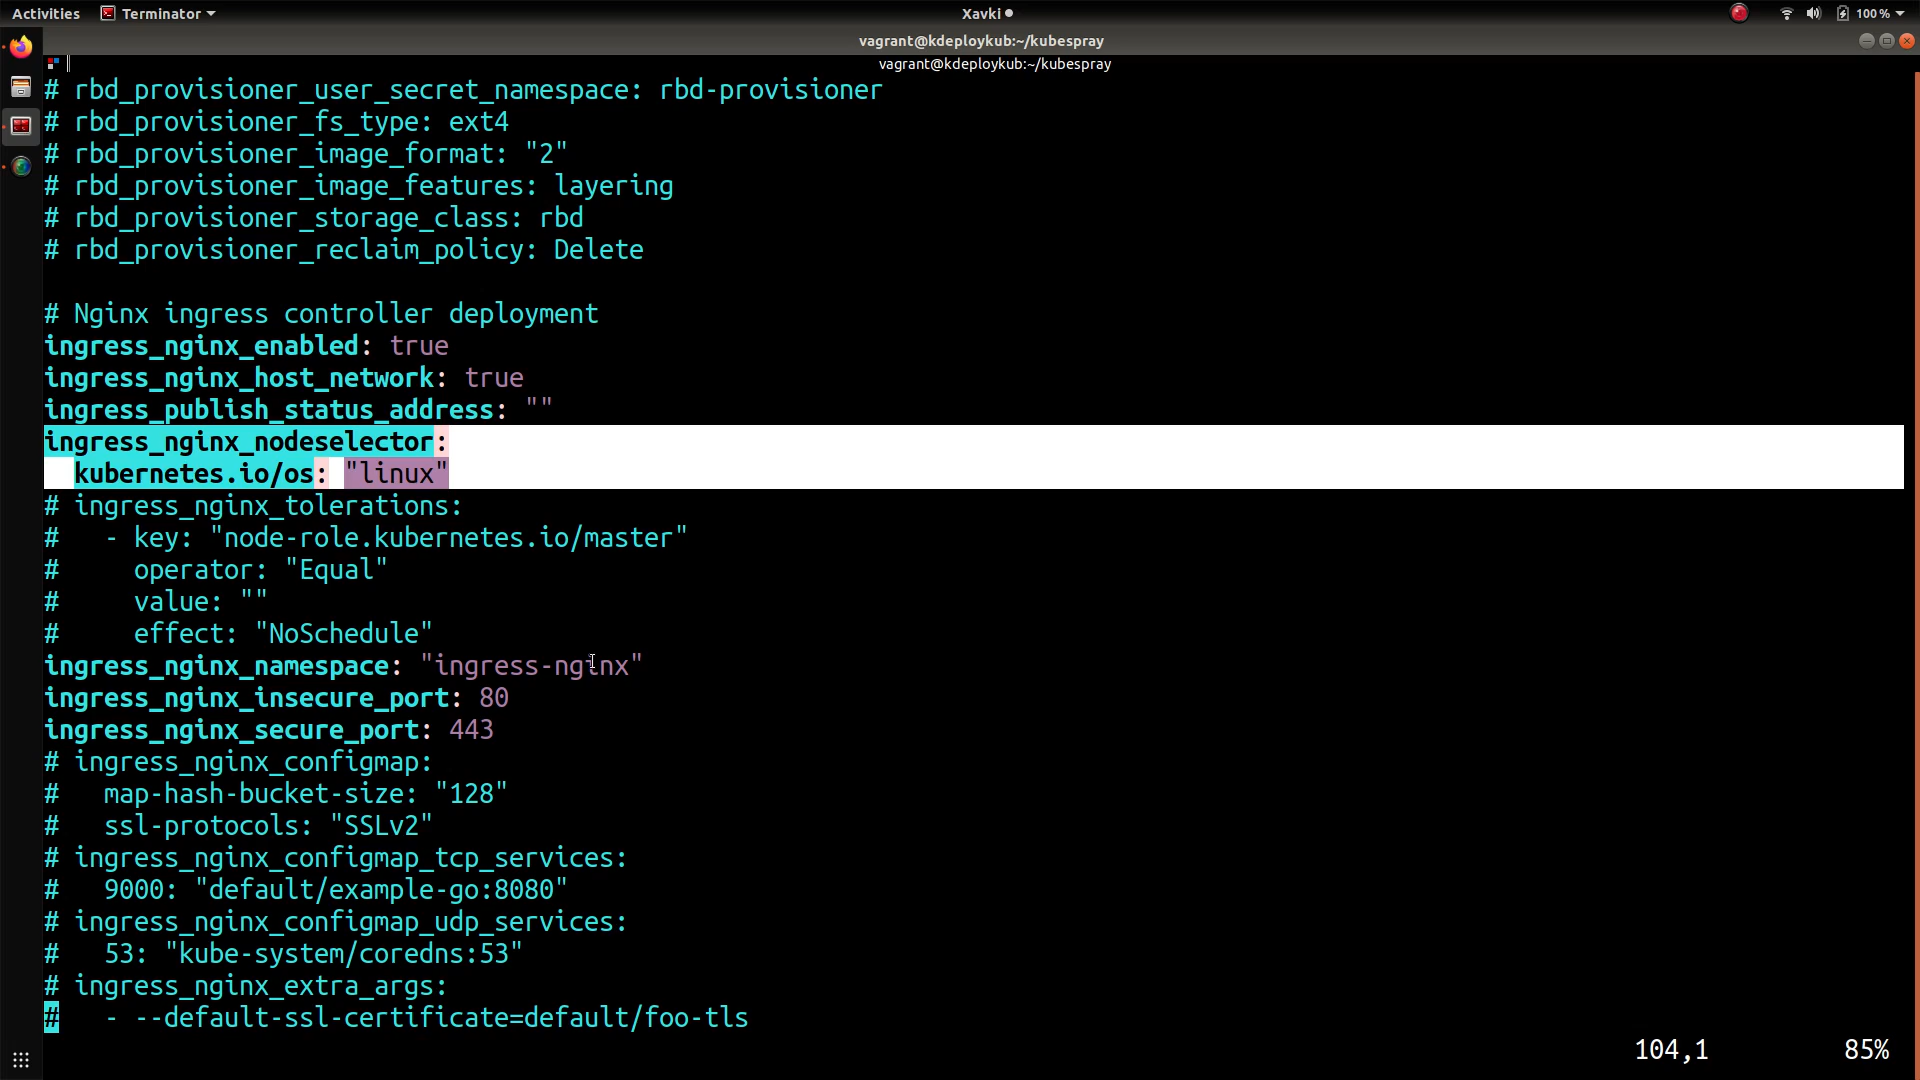 Activities Terminator Xavki 100%
vagrant@kdeploykub:~/kubespray
vagrant@kdeploykub:~/kubespray
# rbd_provisioner_user_secret_namespace: rbd-provisioner
# rbd_provisioner_fs_type: ext4
# rbd_provisioner_image_format: "2"
# rbd_provisioner_image_features: layering
# rbd_provisioner_storage_class: rbd
# rbd_provisioner_reclaim_policy: Delete
# Nginx ingress controller deployment
ingress_nginx_enabled: true
ingress_nginx_host_network: true
ingress_publish_status_address: ""
ingress_nginx_nodeselector:
  kubernetes.io/os: "linux"
# ingress_nginx_tolerations:
#   - key: "node-role.kubernetes.io/master"
#     operator: "Equal"
#     value: ""
#     effect: "NoSchedule"
ingress_nginx_namespace: "ingress-nginx"
ingress_nginx_insecure_port: 80
ingress_nginx_secure_port: 443
# ingress_nginx_configmap:
#   map-hash-bucket-size: "128"
#   ssl-protocols: "SSLv2"
# ingress_nginx_configmap_tcp_services:
#   9000: "default/example-go:8080"
# ingress_nginx_configmap_udp_services:
#   53: "kube-system/coredns:53"
# ingress_nginx_extra_args:
#   - --default-ssl-certificate=default/foo-tls
104,1 85%